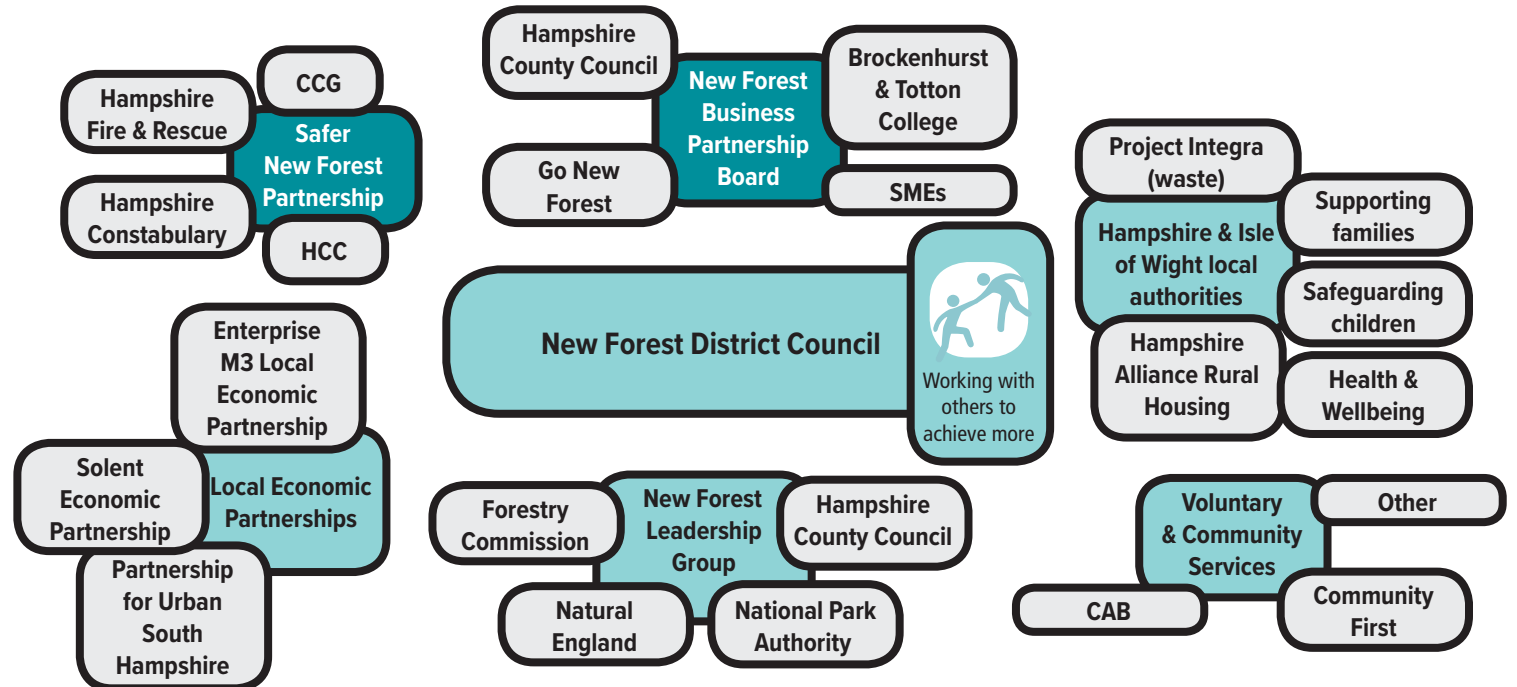 CCG
Hampshire
Fire & Rescue
Safer
New Forest
Partnership
Hampshire
Constabulary
HCC
Hampshire
County Council
New Forest
Business
Partnership
Board
Brockenhurst
& Totton
College
Go New
Forest
SMEs
Project Integra
(waste)
Hampshire & Isle
of Wight local
authorities
Supporting
families
Safeguarding
children
Hampshire
Alliance Rural
Housing
Health &
Wellbeing
New Forest District Council
Working with
others to
achieve more
Enterprise
M3 Local
Economic
Partnership
Solent
Economic
Partnership
Local Economic
Partnerships
Partnership
for Urban
South
Hampshire
Forestry
Commission
New Forest
Leadership
Group
Hampshire
County Council
Natural
England
National Park
Authority
Voluntary
& Community
Services
Other
CAB
Community
First